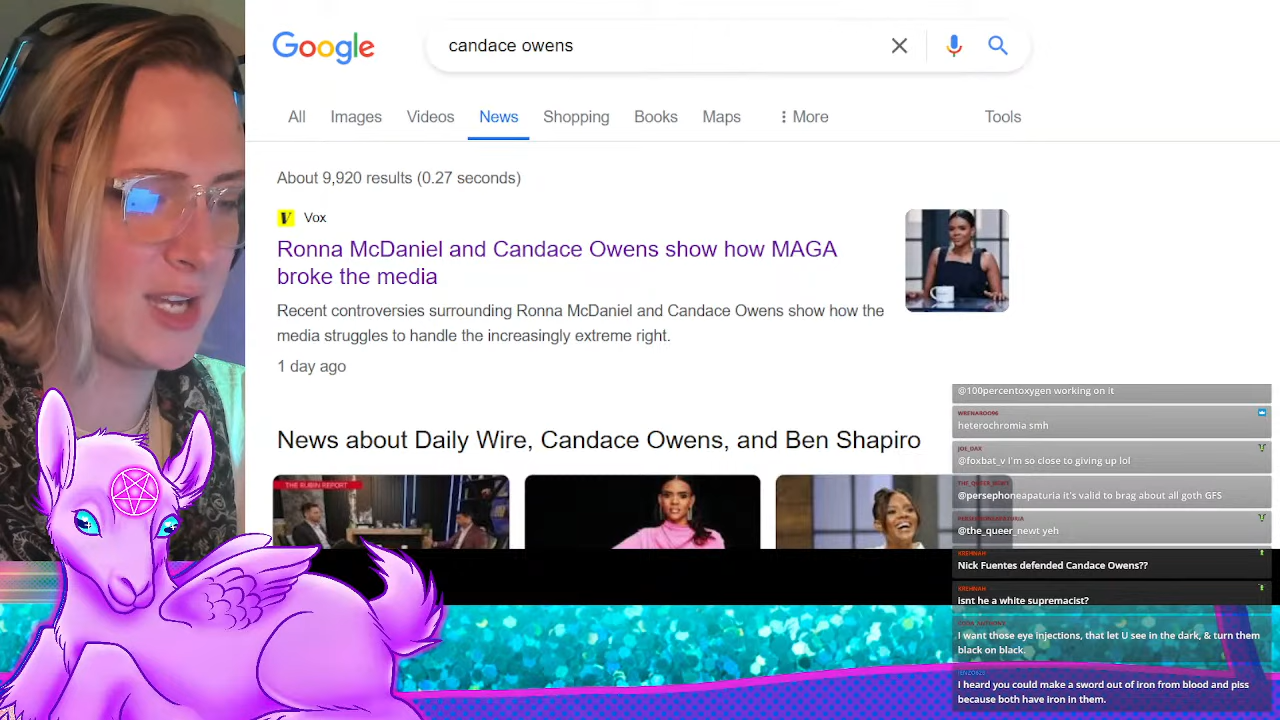 Google
candace owens
All Images Videos News Shopping Books Maps More Tools
About 9,920 results (0.27 seconds)
V Vox
Ronna McDaniel and Candace Owens show how MAGA
broke the media
Recent controversies surrounding Ronna McDaniel and Candace Owens show how the
media struggles to handle the increasingly extreme right.
1 day ago
News about Daily Wire, Candace Owens, and Ben Shapiro
THE RUBIN REPORT
@100percentoxygen working on it
heterochromia smh
JOE_DAX
@foxbat_v I'm so close to giving up lol
@persephoneapaturia it's valid to brag about all goth GFS
@the_queer_newt yeh
KREHNAH
Nick Fuentes defended Candace Owens??
KREHNAH
isnt he a white supremacist?
I want those eye injections, that let U see in the dark, & turn them
black on black.
I heard you could make a sword out of iron from blood and piss
because both have iron in them.